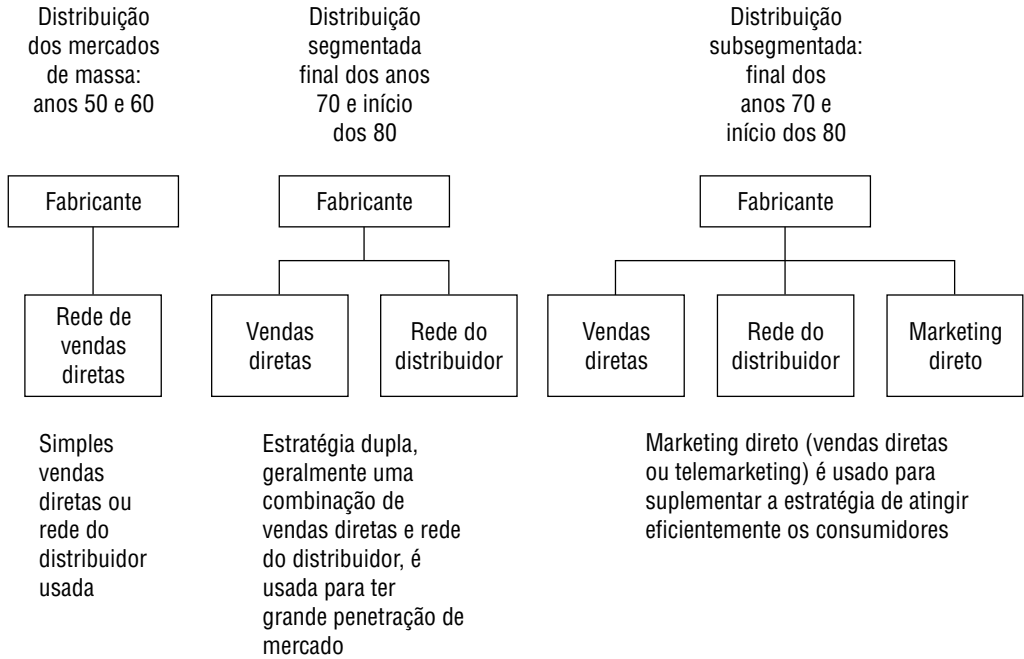 Distribuição
dos mercados
de massa:
anos 50 e 60
Fabricante
Rede de
vendas
diretas
Simples
vendas
diretas ou
rede do
distribuidor
usada
Distribuição
segmentada
final dos anos
70 e início
dos 80
Fabricante
Vendas
diretas
Rede do
distribuidor
Estratégia dupla,
geralmente uma
combinação de
vendas diretas e rede
do distribuidor, é
usada para ter
grande penetração de
mercado
Distribuição
subsegmentada:
final dos
anos 70 e
início dos 80
Fabricante
Vendas
diretas
Rede do
distribuidor
Marketing
direto
Marketing direto (vendas diretas
ou telemarketing) é usado para
suplementar a estratégia de atingir
eficientemente os consumidores